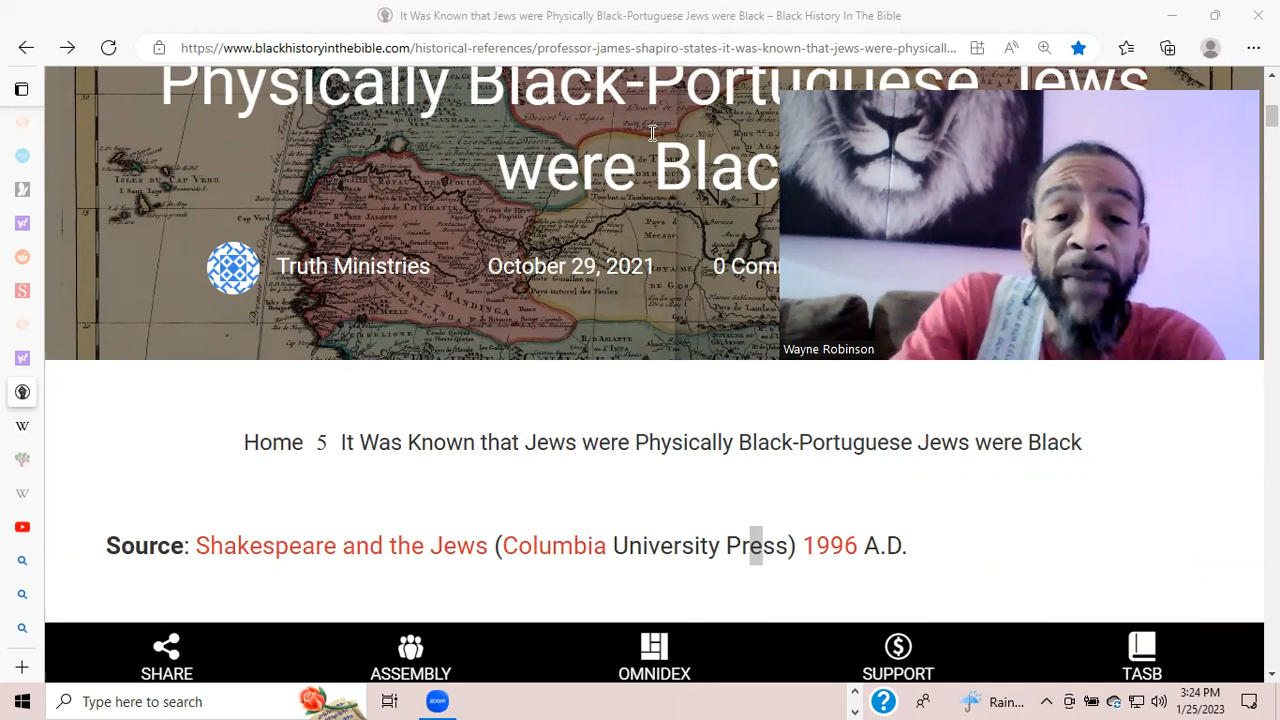 It Was Known that Jews were Physically Black-Portuguese Jews were Black – Black History In The Bible
https://www.blackhistoryinthebible.com/historical-references/professor-james-shapiro-states-it-was-known-that-jews-were-physicall...
Physically Black-Portuguese Jews
were Blac
Truth Ministries
October 29, 2021
0 Com
Wayne Robinson
Cap Verd
MANDINGA
Home 5 It Was Known that Jews were Physically Black-Portuguese Jews were Black
Source: Shakespeare and the Jews (Columbia University Press) 1996 A.D.
SHARE
ASSEMBLY
OMNIDEX
SUPPORT
TASB
Type here to search
zoom
Rain...
3:24 PM
1/25/2023